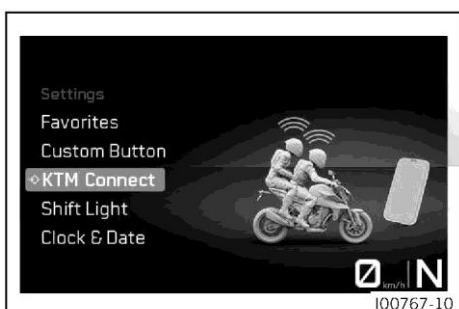 Settings
Favorites
Custom Button
KTM Connect
Shift Light
Clock & Date
0 km/h N
I00767-10